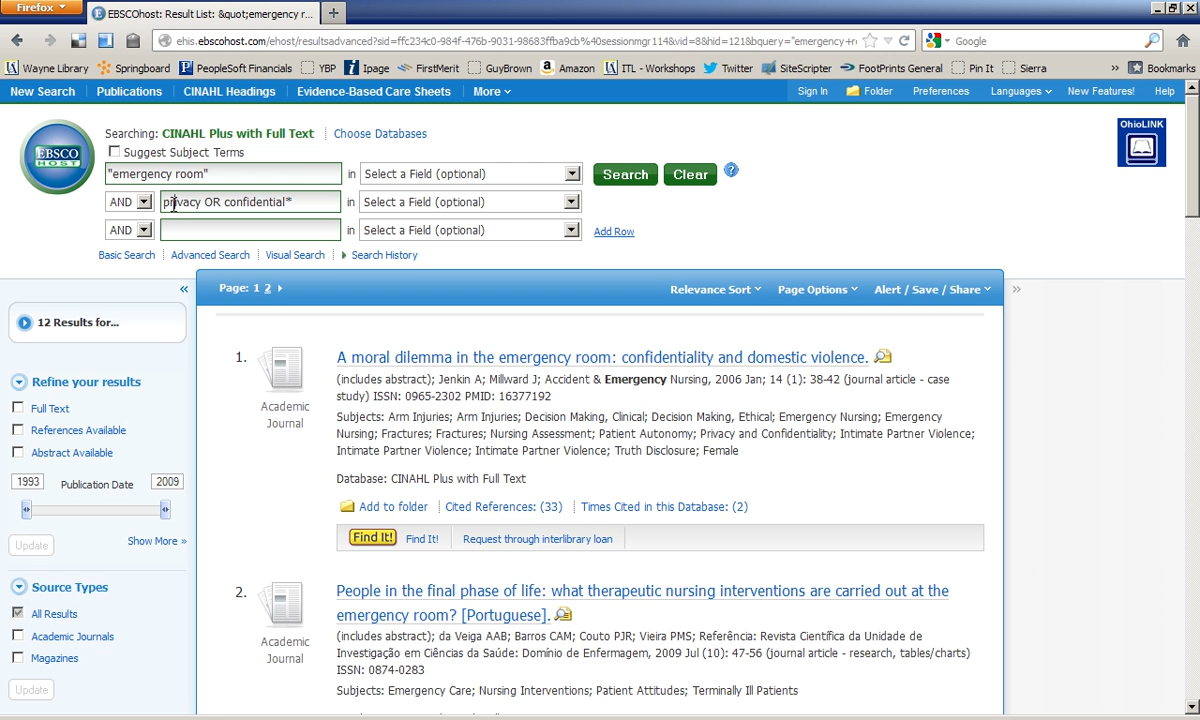 Firefox
EBSCOhost: Result List: &quot;emergency r...
ehis.ebscohost.com/ehost/resultsadvanced?sid=ffc234c0-984f-476b-9031-98683ffba9cb%40sessionmgr114&vid=8&hid=121&bquery="emergency+ro
Google
Wayne Library
Springboard
PeopleSoft Financials
YBP
Ipage
FirstMerit
GuyBrown
Amazon
ITL - Workshops
Twitter
SiteScripter
FootPrints General
Pin It
Sierra
»
Bookmarks
New Search
Publications
CINAHL Headings
Evidence-Based Care Sheets
More
Sign In
Folder
Preferences
Languages
New Features!
Help
EBSCO
HOST
Searching: CINAHL Plus with Full Text
Choose Databases
OhioLINK
Suggest Subject Terms
"emergency room"
in
Select a Field (optional)
Search
Clear
?
AND
privacy OR confidential*
in
Select a Field (optional)
AND
in
Select a Field (optional)
Add Row
Basic Search
Advanced Search
Visual Search
Search History
«
Page: 1 2
Relevance Sort
Page Options
Alert / Save / Share
»
12 Results for...
Refine your results
Full Text
References Available
Abstract Available
1993
Publication Date
2009
Update
Show More »
Source Types
All Results
Academic Journals
Magazines
Update
1.
Academic
Journal
A moral dilemma in the emergency room: confidentiality and domestic violence.
(includes abstract); Jenkin A; Millward J; Accident & Emergency Nursing, 2006 Jan; 14 (1): 38-42 (journal article - case
study) ISSN: 0965-2302 PMID: 16377192
Subjects: Arm Injuries; Arm Injuries; Decision Making, Clinical; Decision Making, Ethical; Emergency Nursing; Emergency
Nursing; Fractures; Fractures; Nursing Assessment; Patient Autonomy; Privacy and Confidentiality; Intimate Partner Violence;
Intimate Partner Violence; Intimate Partner Violence; Truth Disclosure; Female
Database: CINAHL Plus with Full Text
Add to folder
Cited References: (33)
Times Cited in this Database: (2)
Find It!
Find It!
Request through interlibrary loan
2.
Academic
Journal
People in the final phase of life: what therapeutic nursing interventions are carried out at the
emergency room? [Portuguese].
(includes abstract); da Veiga AAB; Barros CAM; Couto PJR; Vieira PMS; Referência: Revista Científica da Unidade de
Investigação em Ciências da Saúde: Domínio de Enfermagem, 2009 Jul (10): 47-56 (journal article - research, tables/charts)
ISSN: 0874-0283
Subjects: Emergency Care; Nursing Interventions; Patient Attitudes; Terminally Ill Patients